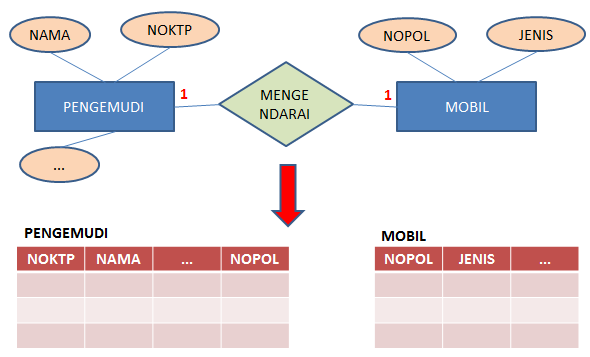 NAMA
NOKTP
NOPOL
JENIS
PENGEMUDI
1
MENGE
NDARAI
1
MOBIL
...
PENGEMUDI
NOKTP NAMA ... NOPOL
MOBIL
NOPOL JENIS ...